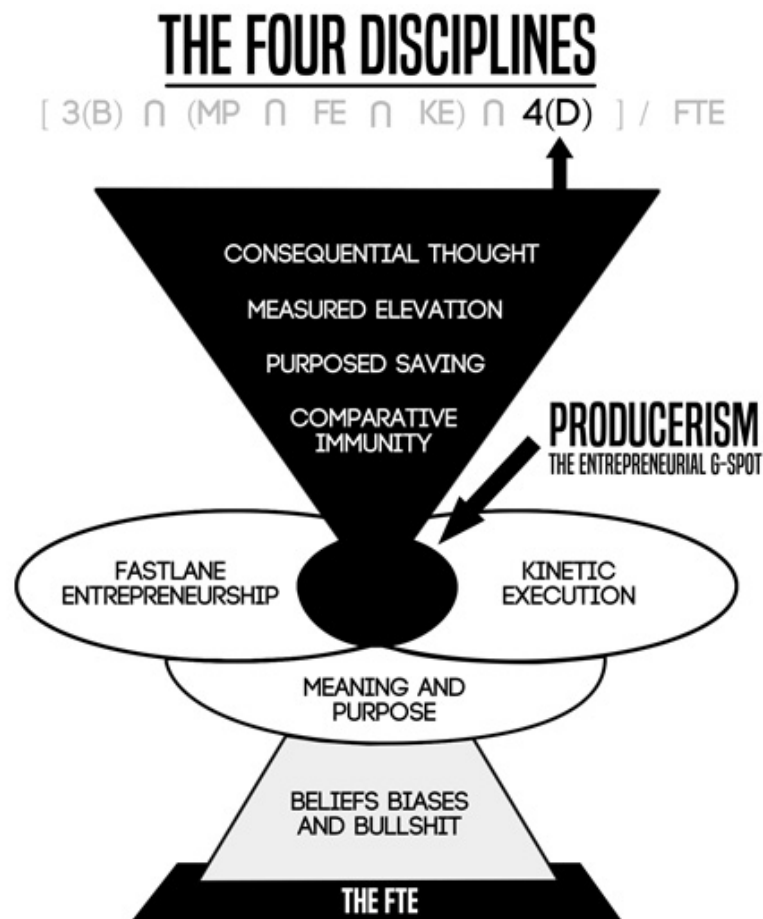 THE FOUR DISCIPLINES
[ 3(B) ∩ (MP ∩ FE ∩ KE) ∩ 4(D) ] / FTE
CONSEQUENTIAL THOUGHT
MEASURED ELEVATION
PURPOSED SAVING
COMPARATIVE
IMMUNITY
PRODUCERISM
THE ENTREPRENEURIAL G-SPOT
FASTLANE
ENTREPRENEURSHIP
KINETIC
EXECUTION
MEANING AND
PURPOSE
BELIEFS BIASES
AND BULLSHIT
THE FTE